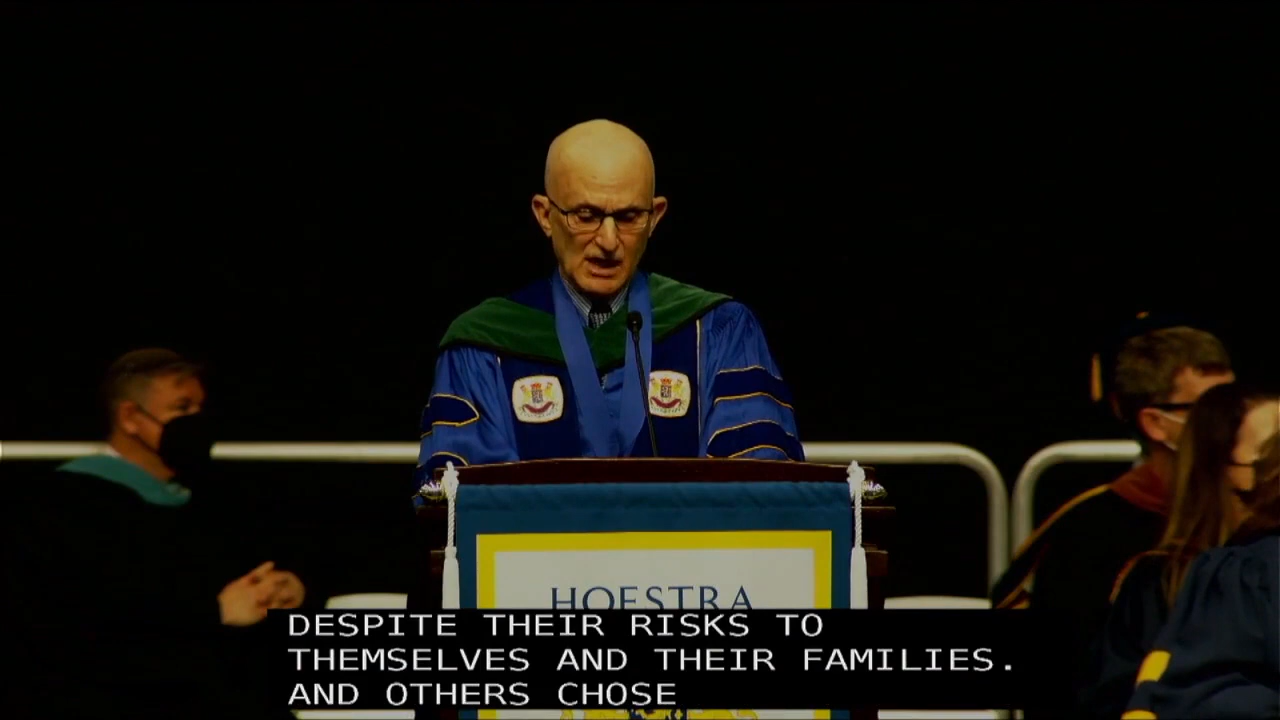 HOFSTRA
DESPITE THEIR RISKS TO
THEMSELVES AND THEIR FAMILIES.
AND OTHERS CHOSE